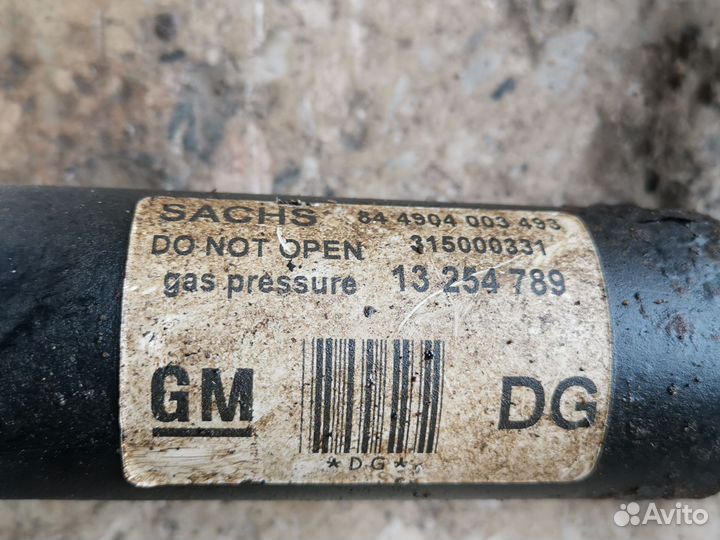 SACHS 84 4904 003 493
DO NOT OPEN 315000331
gas pressure 13 254 789
GM DG
*DG*
Avito